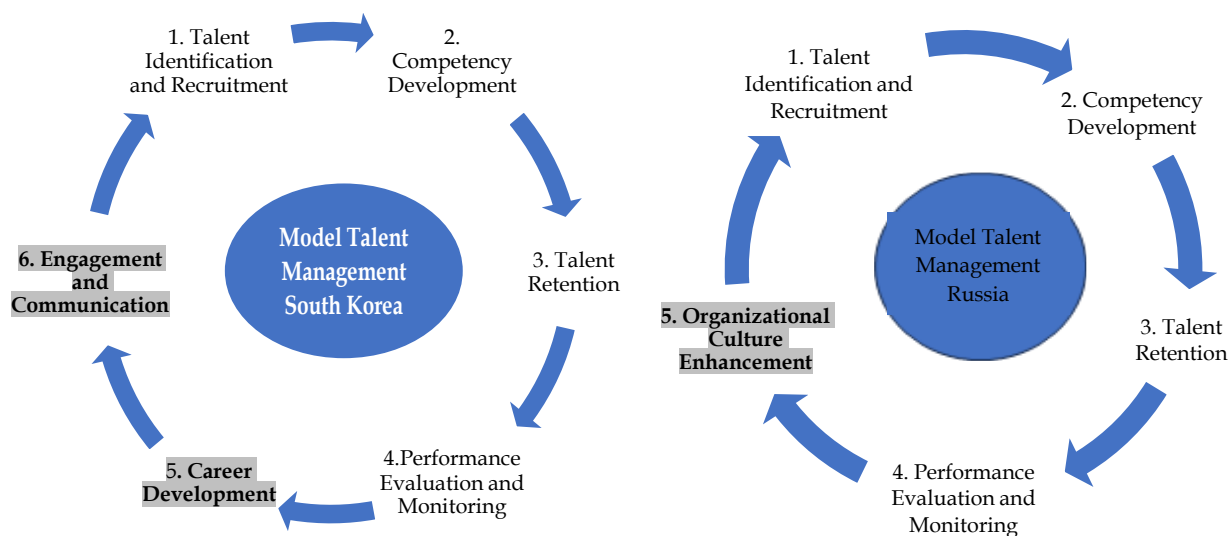 1. Talent
Identification
and Recruitment
2.
Competency
Development
3. Talent
Retention
4.Performance
Evaluation and
Monitoring
5. Career
Development
6. Engagement
and
Communication
Model Talent
Management
South Korea
1. Talent
Identification and
Recruitment
2. Competency
Development
3. Talent
Retention
4. Performance
Evaluation and
Monitoring
5. Organizational
Culture
Enhancement
Model Talent
Management
Russia